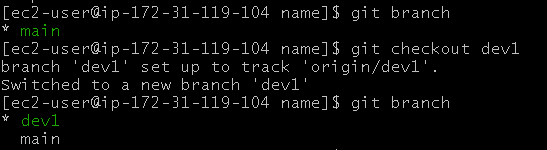 [ec2-user@ip-172-31-119-104 name]$ git branch
* main
[ec2-user@ip-172-31-119-104 name]$ git checkout dev1
branch 'dev1' set up to track 'origin/dev1'.
Switched to a new branch 'dev1'
[ec2-user@ip-172-31-119-104 name]$ git branch
* dev1
  main